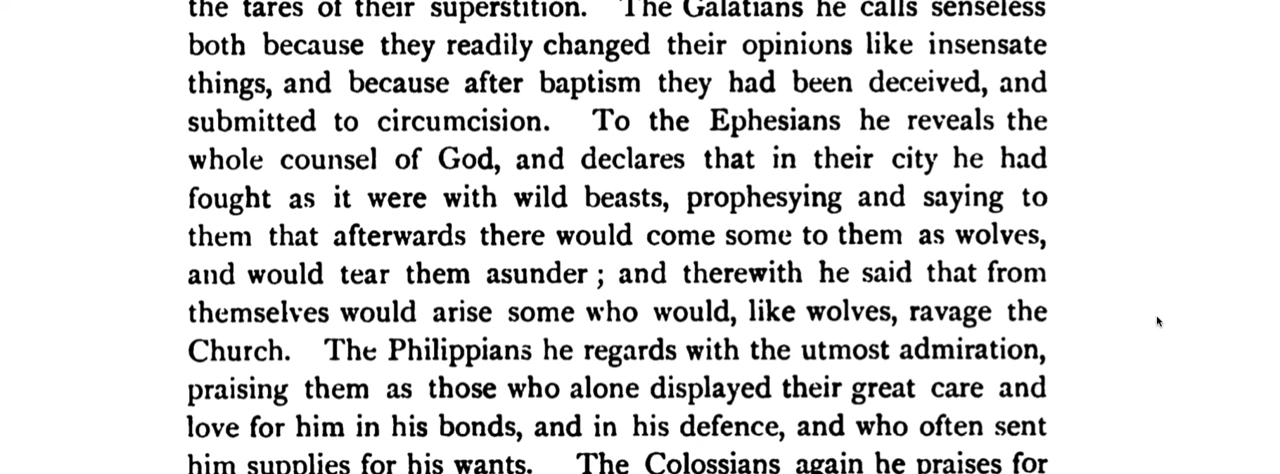 the tares of their superstition. The Galatians he calls senseless
both because they readily changed their opinions like insensate
things, and because after baptism they had been deceived, and
submitted to circumcision. To the Ephesians he reveals the
whole counsel of God, and declares that in their city he had
fought as it were with wild beasts, prophesying and saying to
them that afterwards there would come some to them as wolves,
and would tear them asunder ; and therewith he said that from
themselves would arise some who would, like wolves, ravage the
Church. The Philippians he regards with the utmost admiration,
praising them as those who alone displayed their great care and
love for him in his bonds, and in his defence, and who often sent
him supplies for his wants. The Colossians again he praises for